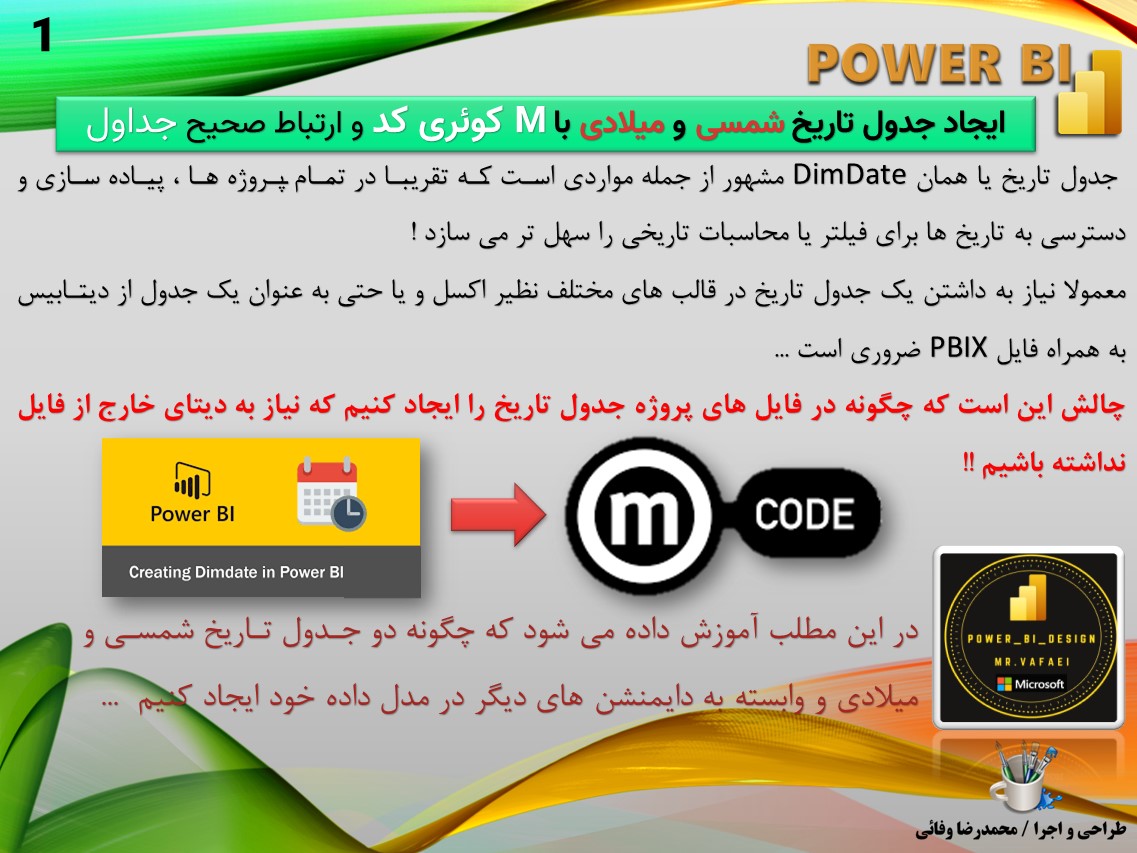 1
POWER BI
ایجاد جدول تاریخ شمسی و میلادی با M کوئری کد و ارتباط صحیح جداول
جدول تاریخ یا همان DimDate مشهور از جمله مواردی است که تقریبا در تمام پروژه ها ، پیاده سازی و
دسترسی به تاریخ ها برای فیلتر یا محاسبات تاریخی را سهل تر می سازد !
معمولا نیاز به داشتن یک جدول تاریخ در قالب های مختلف نظیر اکسل و یا حتی به عنوان یک جدول از دیتابیس
به همراه فایل PBIX ضروری است ...
چالش این است که چگونه در فایل های پروژه جدول تاریخ را ایجاد کنیم که نیاز به دیتای خارج از فایل
نداشته باشیم !!
Power BI
Creating Dimdate in Power BI
m CODE
در این مطلب آموزش داده می شود که چگونه دو جدول تاریخ شمسی و
میلادی و وابسته به دایمنشن های دیگر در مدل داده خود ایجاد کنیم ...
POWER_BI_DESIGN
MR.VAFAEI
Microsoft
طراحی و اجرا / محمدرضا وفائی